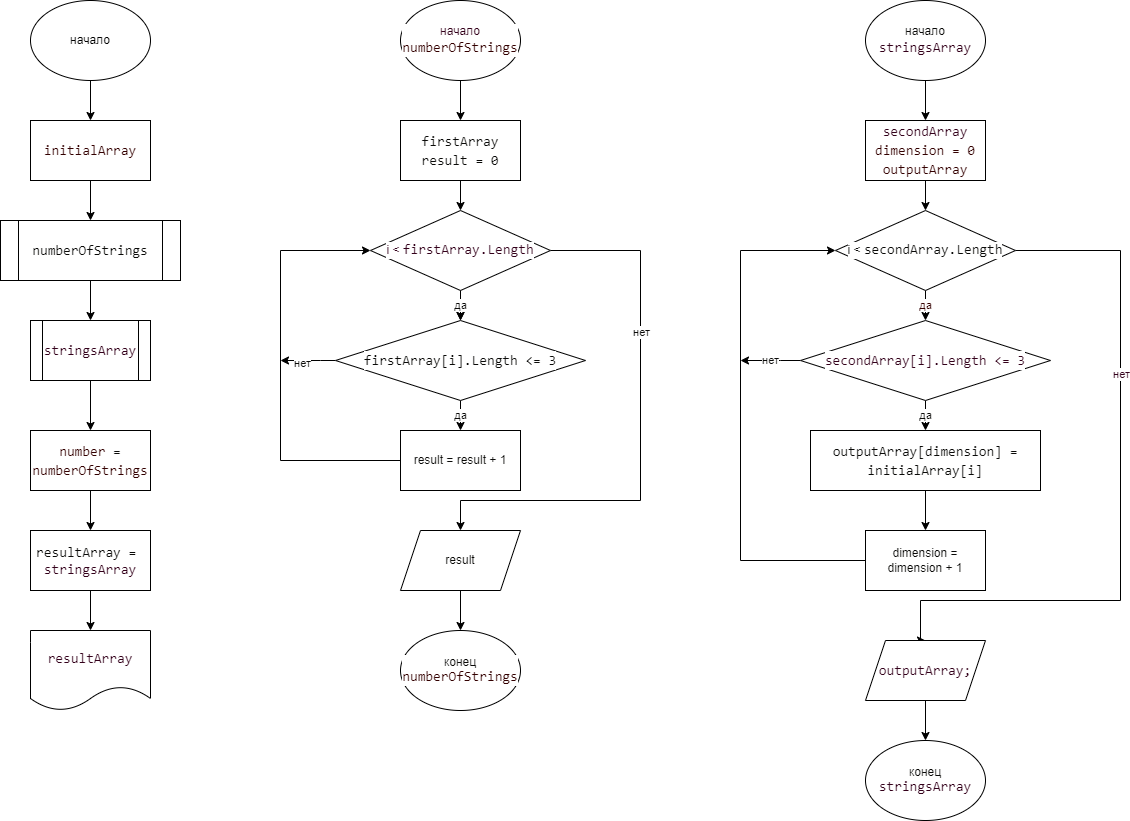 начало
initialArray
numberOfStrings
stringsArray
number =
numberOfStrings
resultArray =
stringsArray
resultArray
начало
numberOfStrings
firstArray
result = 0
i < firstArray.Length
да
нет
firstArray[i].Length <= 3
нет
да
result = result + 1
result
конец
numberOfStrings
начало
stringsArray
secondArray
dimension = 0
outputArray
i < secondArray.Length
да
нет
secondArray[i].Length <= 3
нет
да
outputArray[dimension] =
initialArray[i]
dimension =
dimension + 1
outputArray;
конец
stringsArray